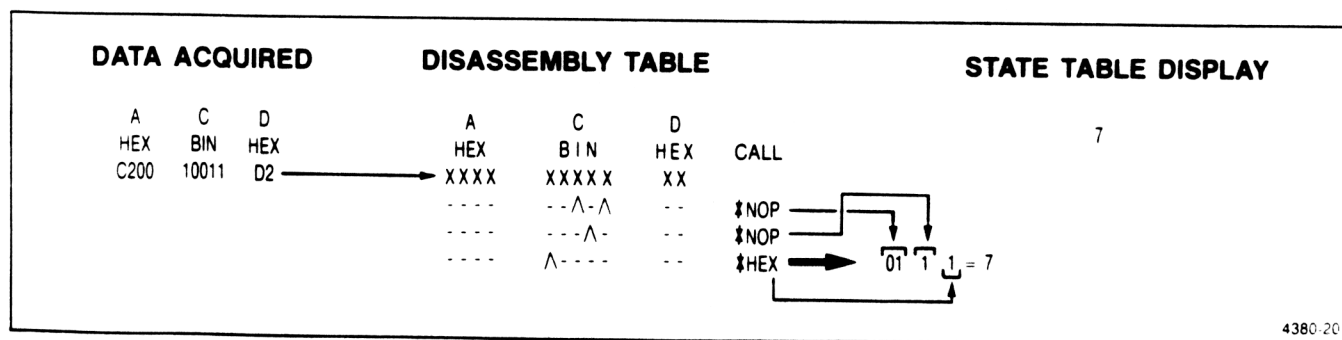 DATA ACQUIRED DISASSEMBLY TABLE STATE TABLE DISPLAY
A C D A C D 7
HEX BIN HEX HEX BIN HEX CALL
C200 10011 D2 XXXX XXXXX XX
---- --Λ-Λ -- *NOP
---- ---Λ- -- *NOP
---- Λ---- -- *HEX 01 1 1 = 7
4380-20